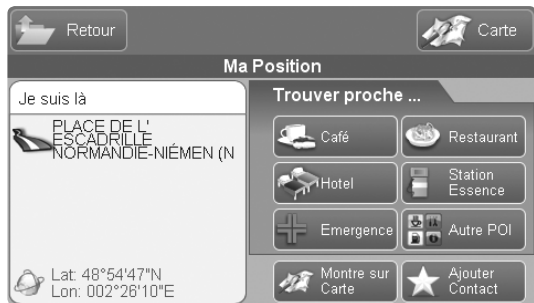 Retour
Carte
Ma Position
Je suis là
Trouver proche ...
PLACE DE L'
ESCADRILLE
NORMANDIE-NIÉMEN (N
Café
Restaurant
Hotel
Station
Essence
Emergence
Autre POI
Lat: 48°54'47"N
Lon: 002°26'10"E
Montre sur
Carte
Ajouter
Contact